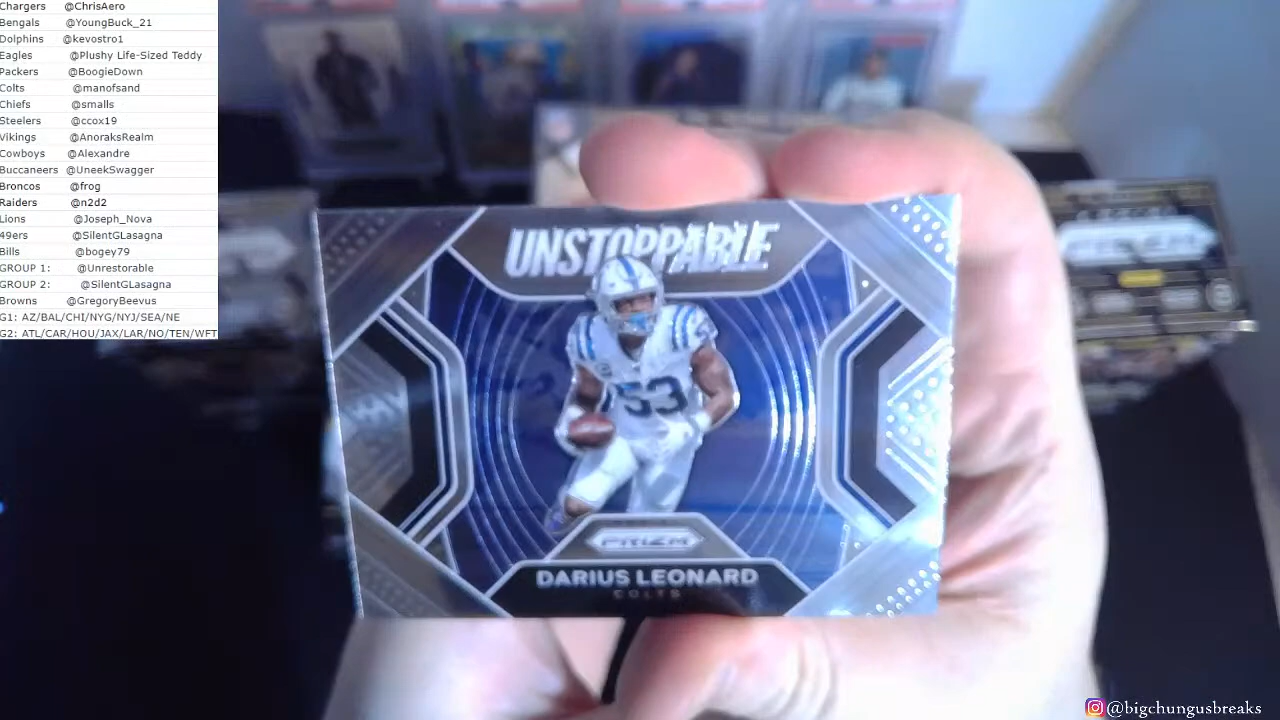 Chargers @ChrisAero
Bengals @YoungBuck_21
Dolphins @kevostro1
Eagles @Plushy Life-Sized Teddy
Packers @BoogieDown
Colts @manofsand
Chiefs @smalls
Steelers @ccox19
Vikings @AnoraksRealm
Cowboys @Alexandre
Buccaneers @UneekSwagger
Broncos @frog
Raiders @n2d2
Lions @Joseph_Nova
49ers @SilentGLasagna
Bills @bogey79
GROUP 1: @Unrestorable
GROUP 2: @SilentGLasagna
Browns @GregoryBeevus
G1: AZ/BAL/CHI/NYG/NYJ/SEA/NE
G2: ATL/CAR/HOU/JAX/LAR/NO/TEN/WFT
UNSTOPPABLE
53
PRIZM
DARIUS LEONARD
COLTS
PRIZM
@bigchungusbreaks